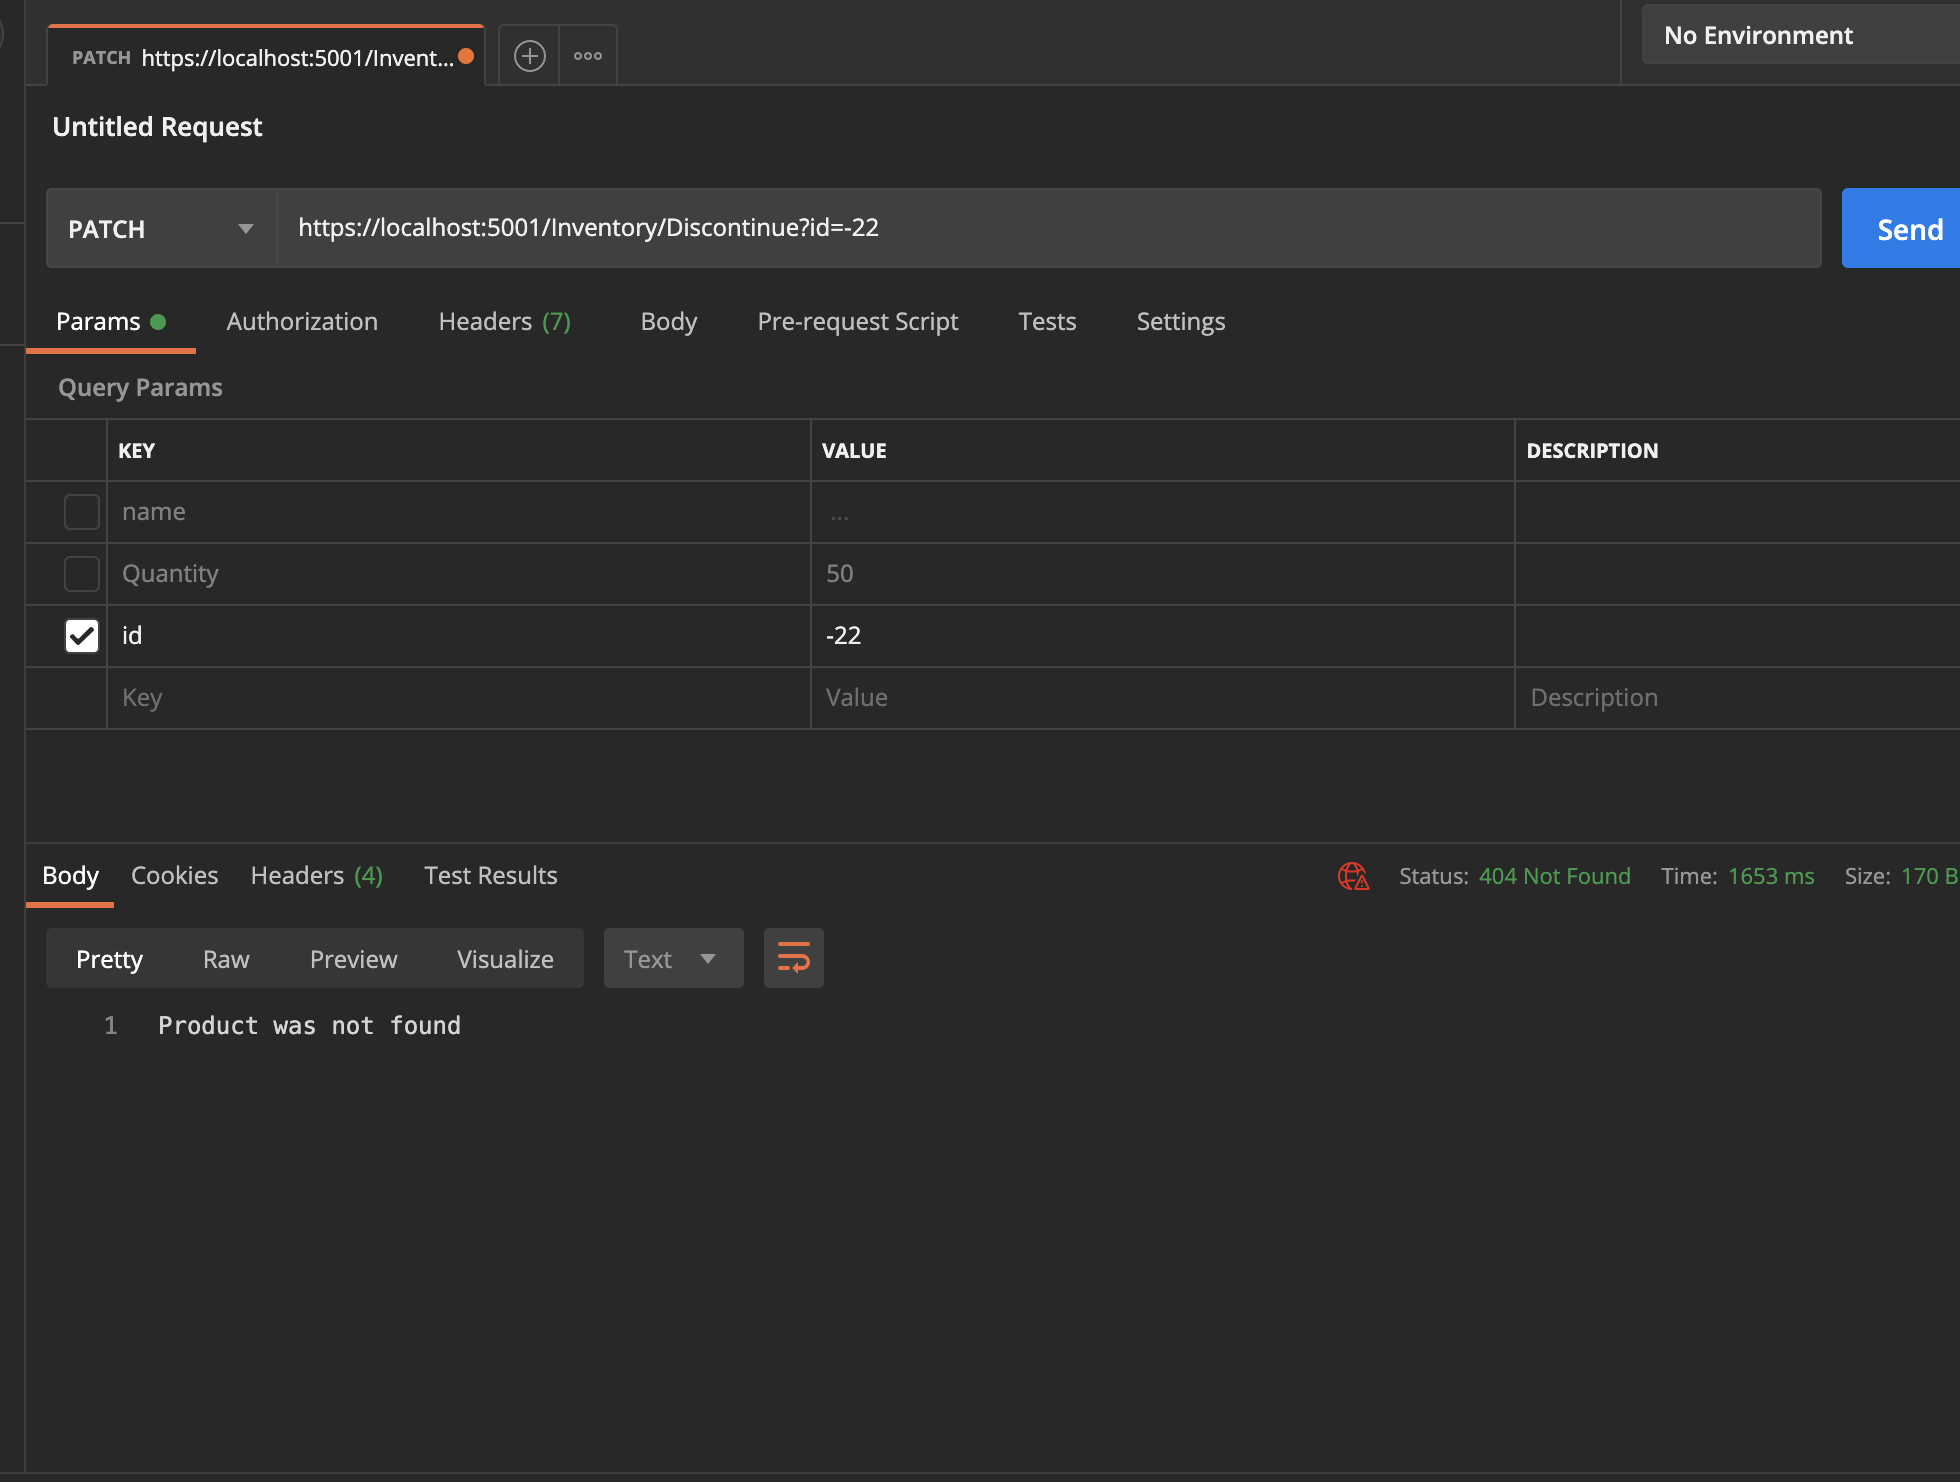 PATCH https://localhost:5001/Invent...
No Environment
Untitled Request
PATCH https://localhost:5001/Inventory/Discontinue?id=-22 Send
Params Authorization Headers (7) Body Pre-request Script Tests Settings
Query Params
KEY VALUE DESCRIPTION
name ...
Quantity 50
id -22
Key Value Description
Body Cookies Headers (4) Test Results Status: 404 Not Found Time: 1653 ms Size: 170 B
Pretty Raw Preview Visualize Text
1 Product was not found